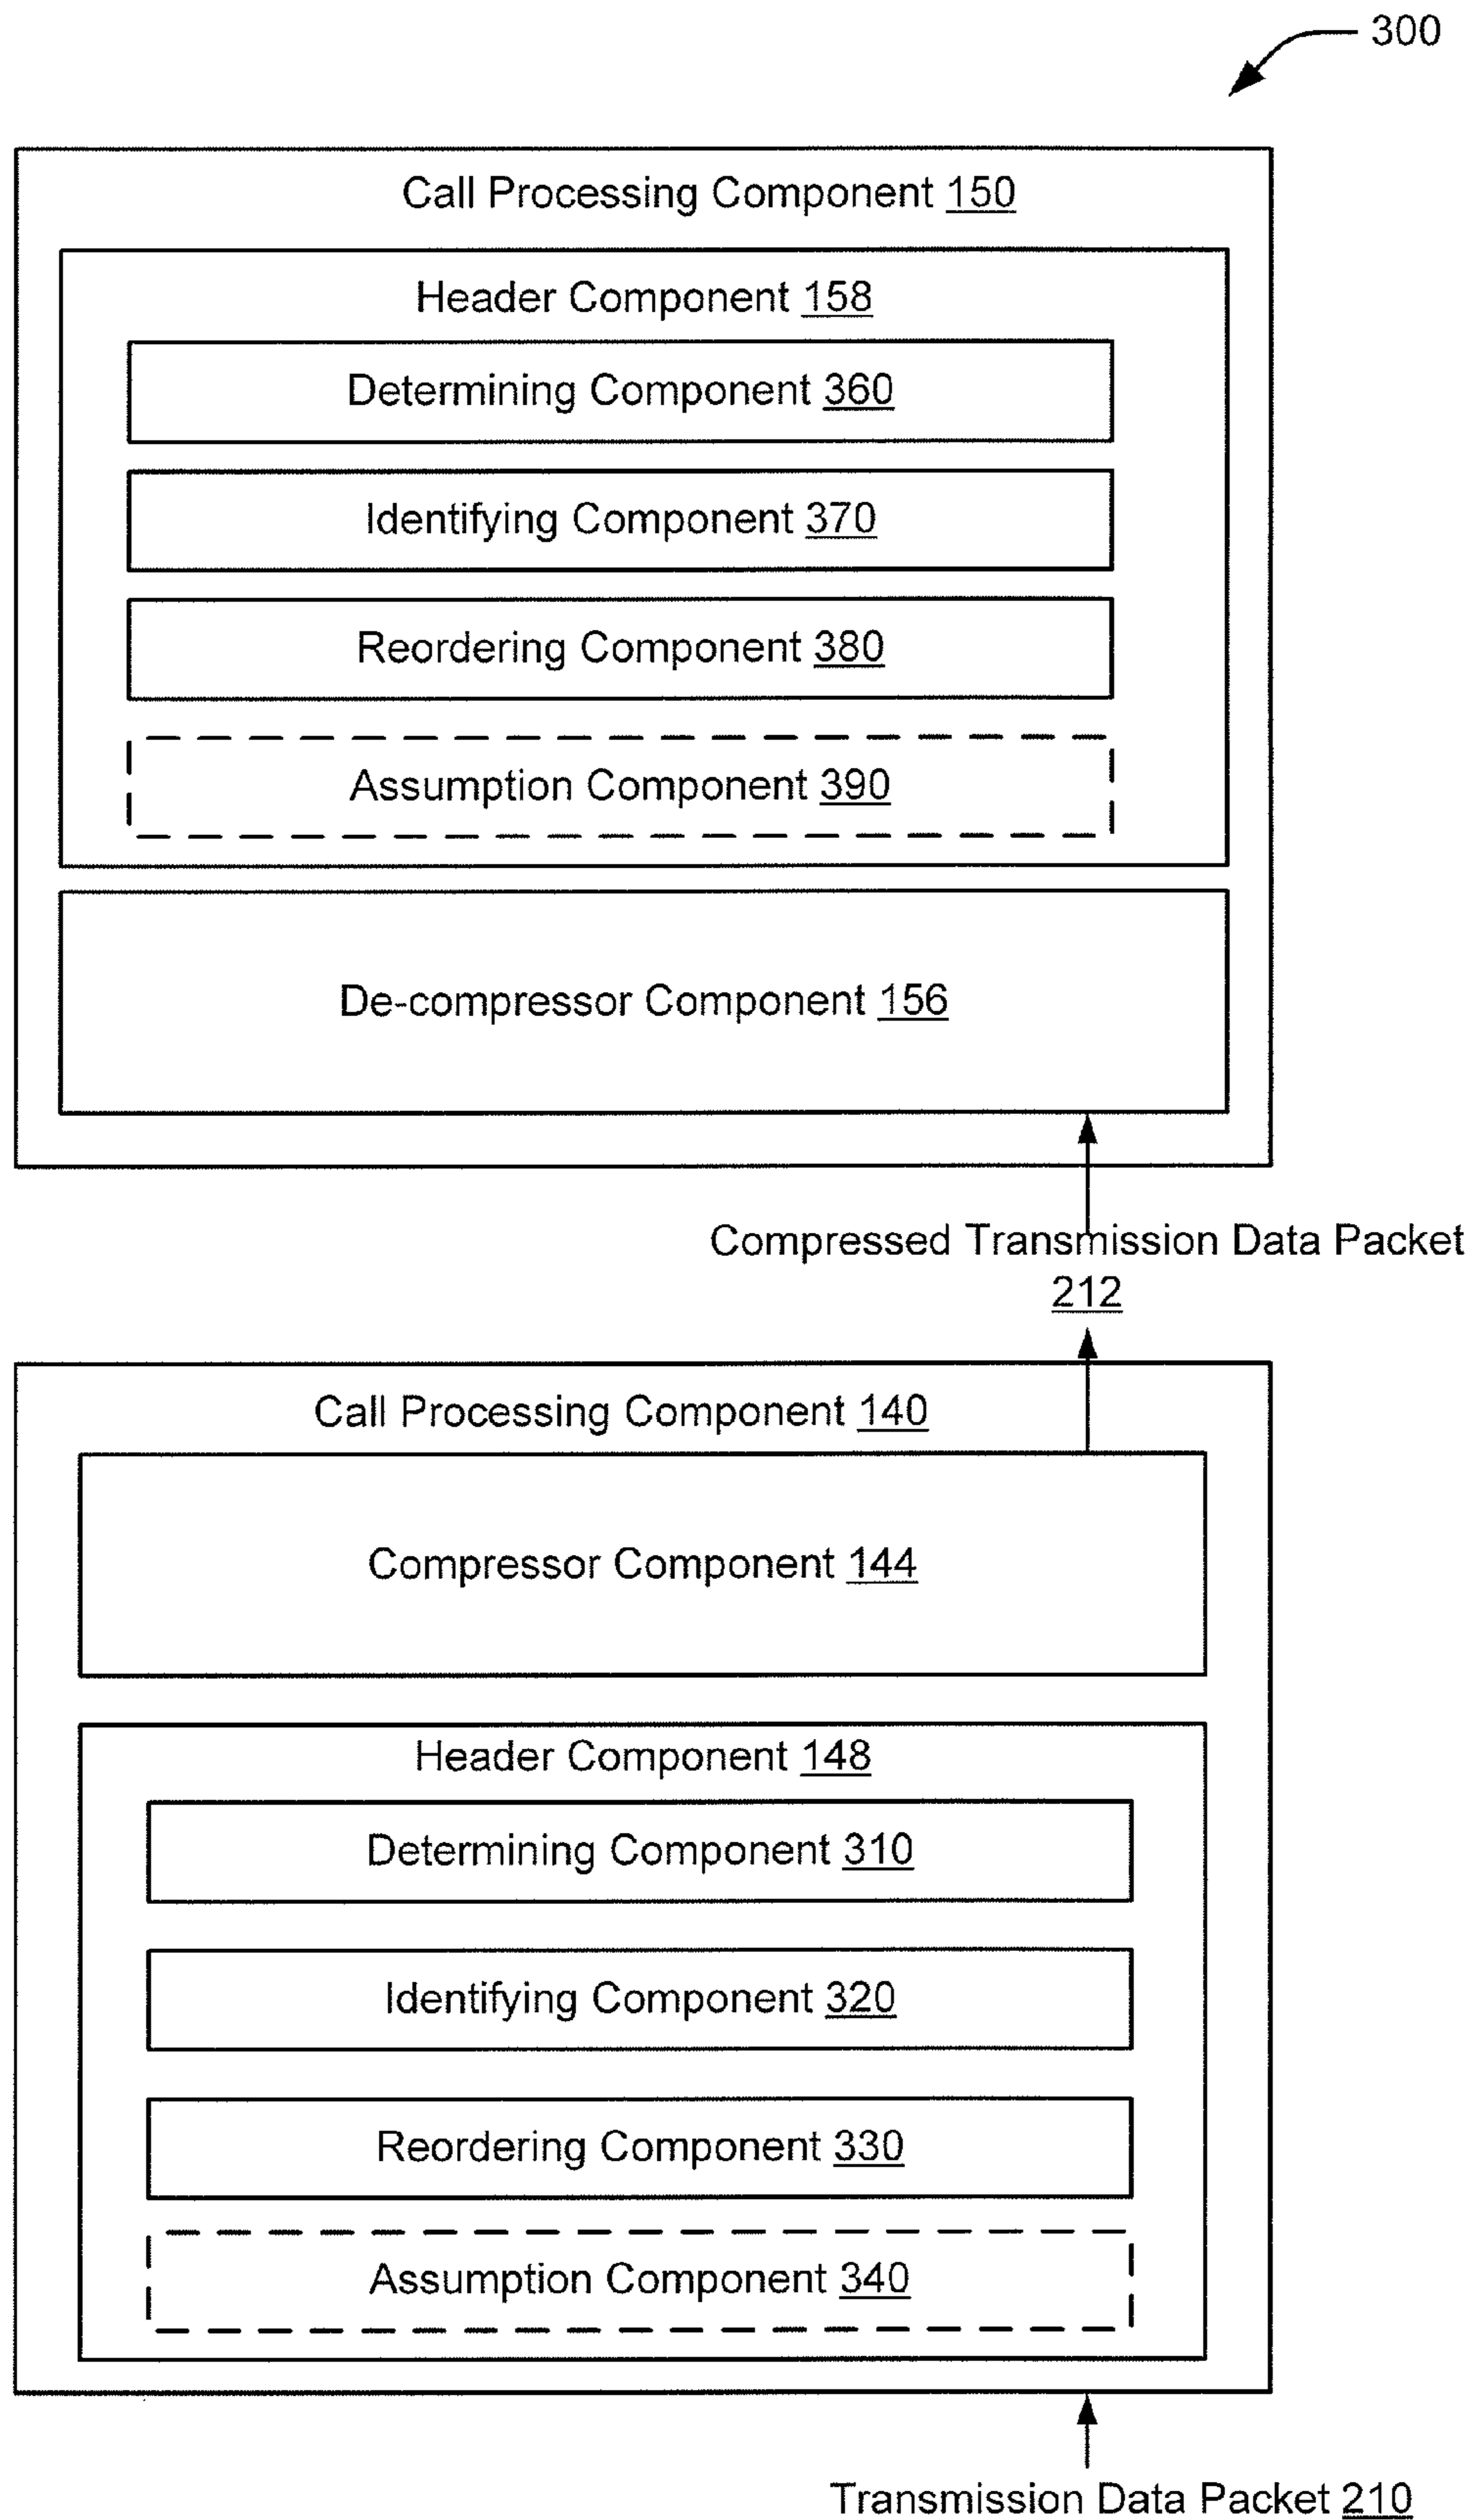 300
Call Processing Component 150
Header Component 158
Determining Component 360
Identifying Component 370
Reordering Component 380
Assumption Component 390
De-compressor Component 156
Compressed Transmission Data Packet
212
Call Processing Component 140
Compressor Component 144
Header Component 148
Determining Component 310
Identifying Component 320
Reordering Component 330
Assumption Component 340
Transmission Data Packet 210